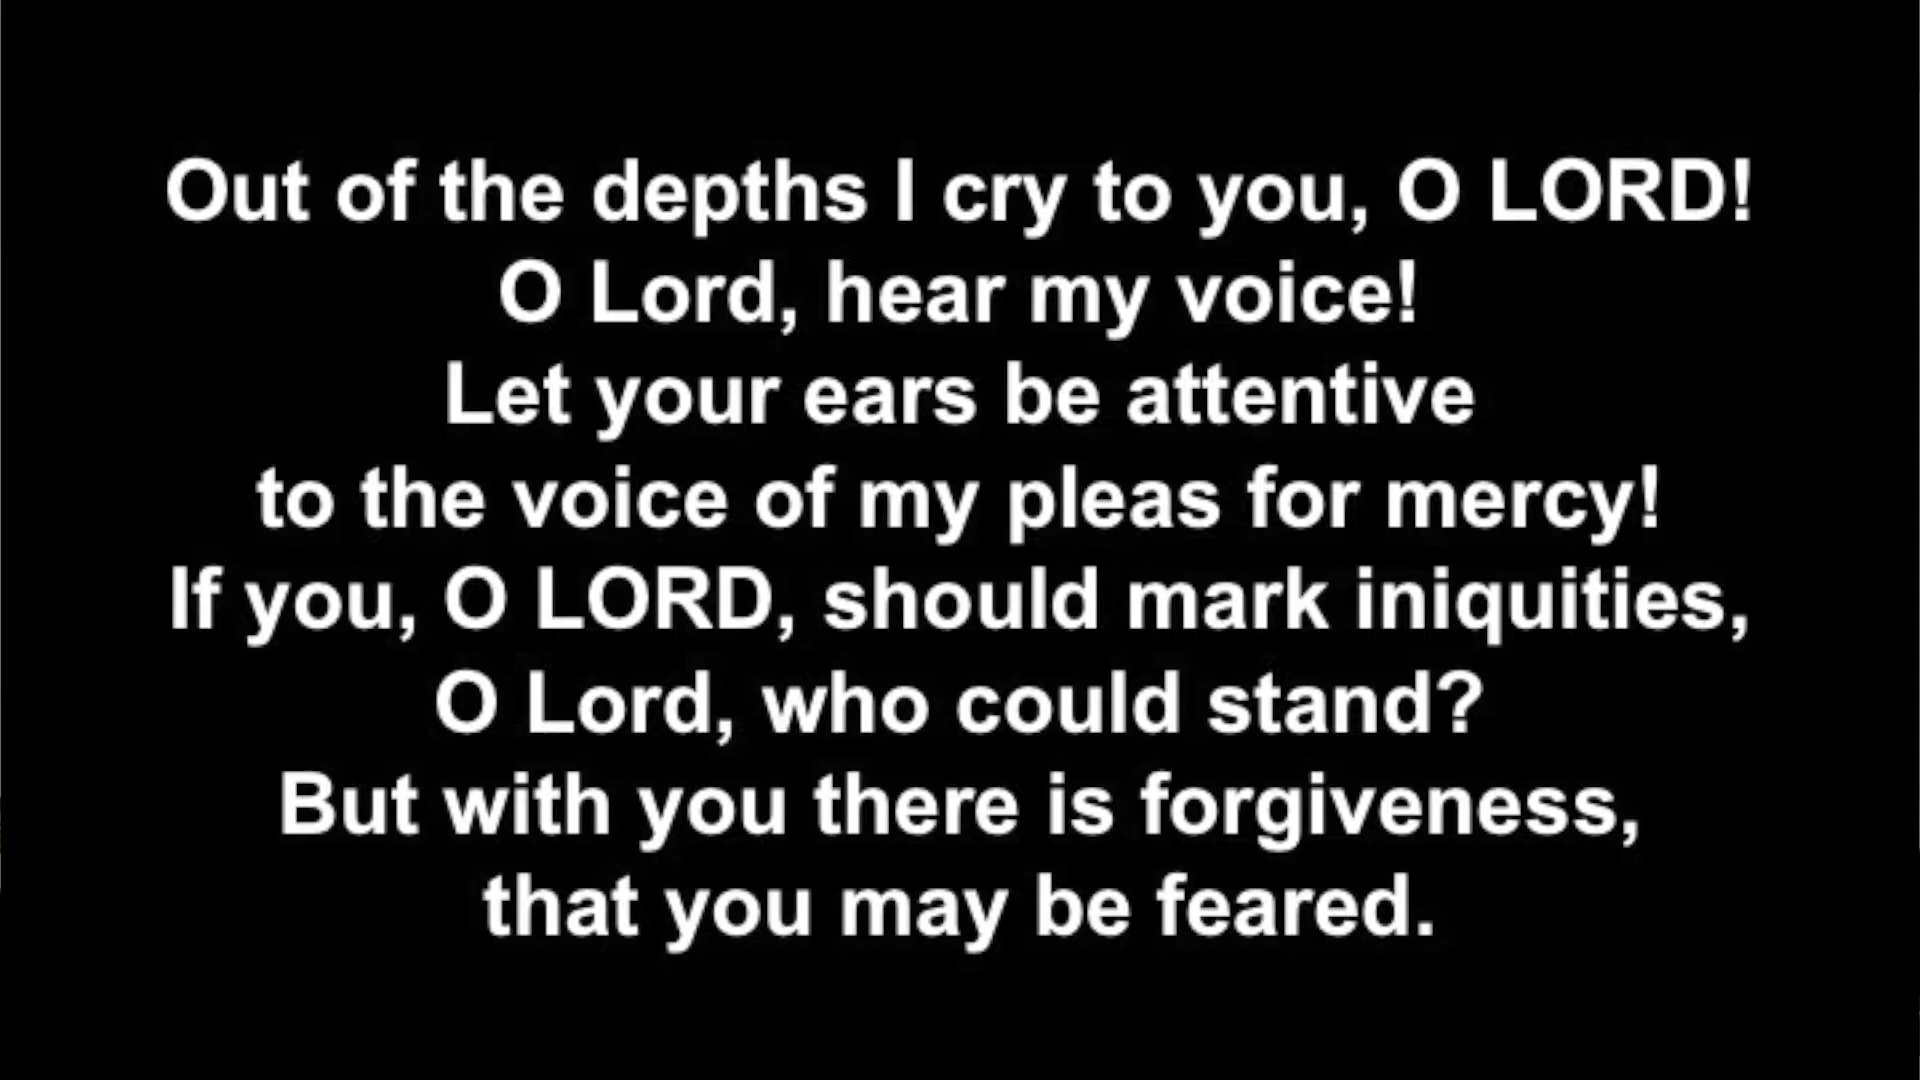 Out of the depths I cry to you, O LORD!
O Lord, hear my voice!
Let your ears be attentive
to the voice of my pleas for mercy!
If you, O LORD, should mark iniquities,
O Lord, who could stand?
But with you there is forgiveness,
that you may be feared.